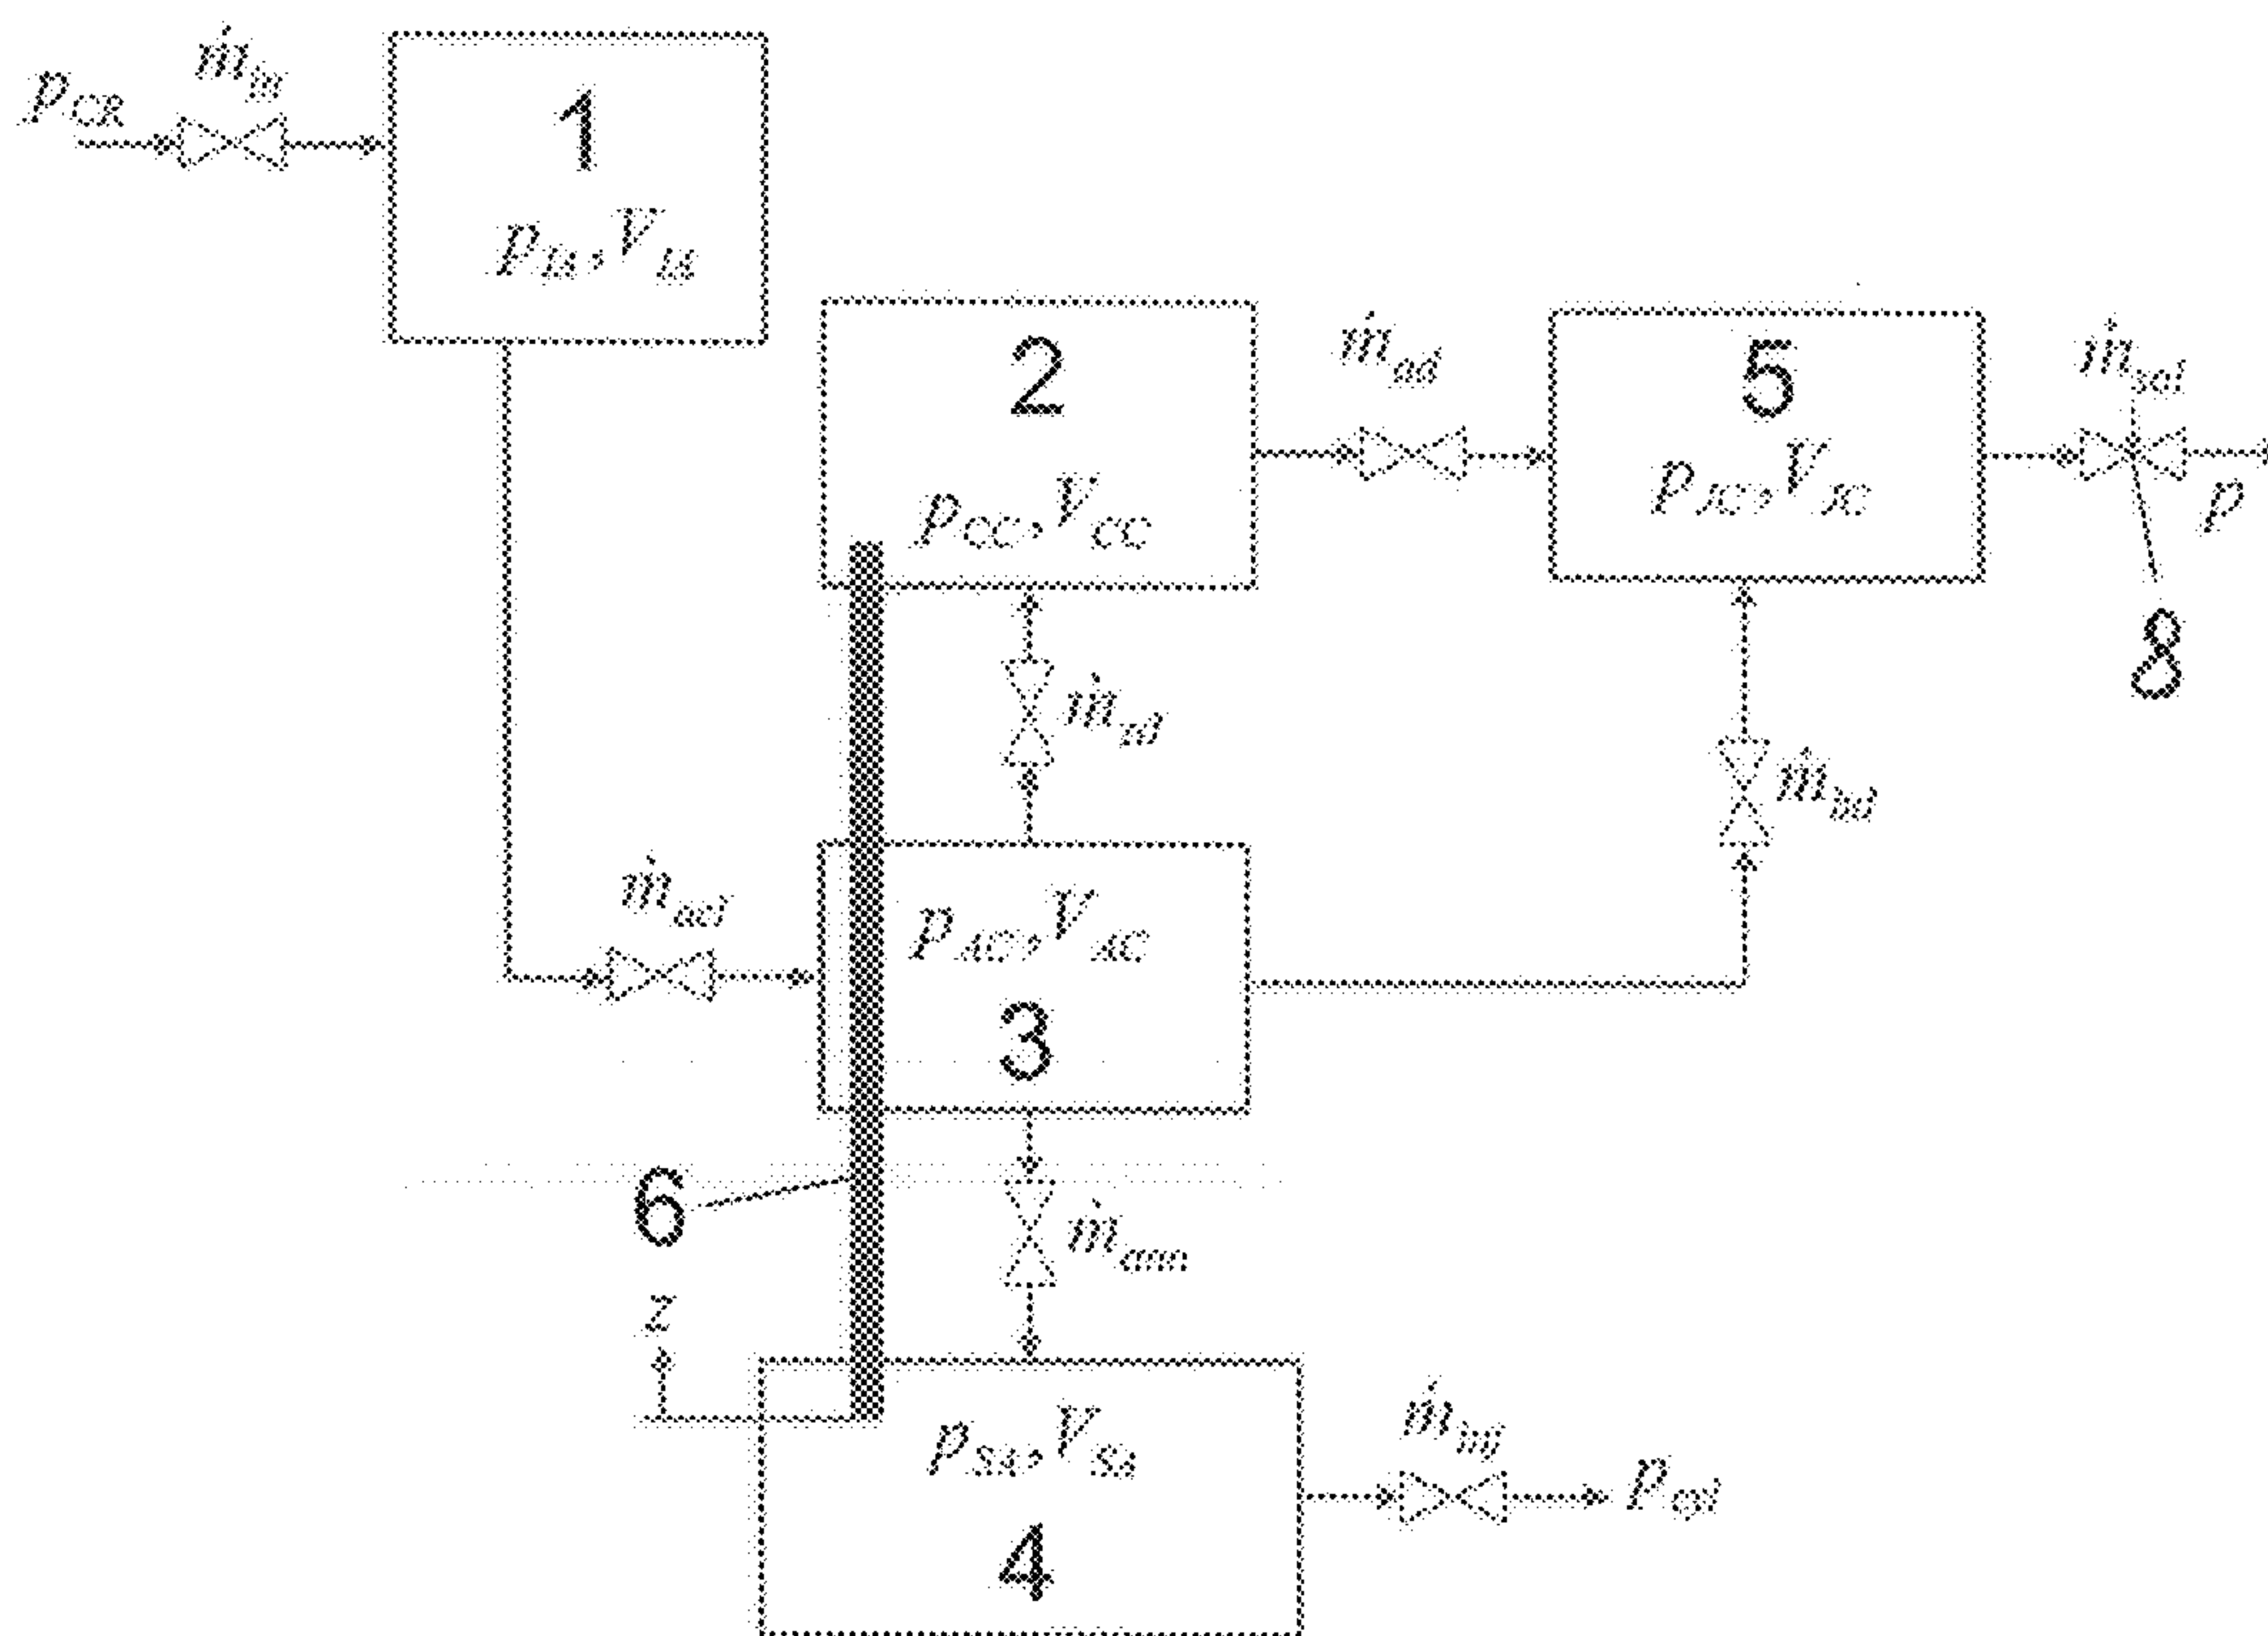 ṁ_in
p_CR
1
p_IA, V_IA
2
p_CC, V_CC
ṁ_ad
5
p_JC, V_JC
ṁ_sol
p
8
ṁ_zd
ṁ_bd
ṁ_acl
p_AC, V_AC
3
6
ṁ_ann
z
p_SA, V_SA
4
ṁ_inj
p_cyl